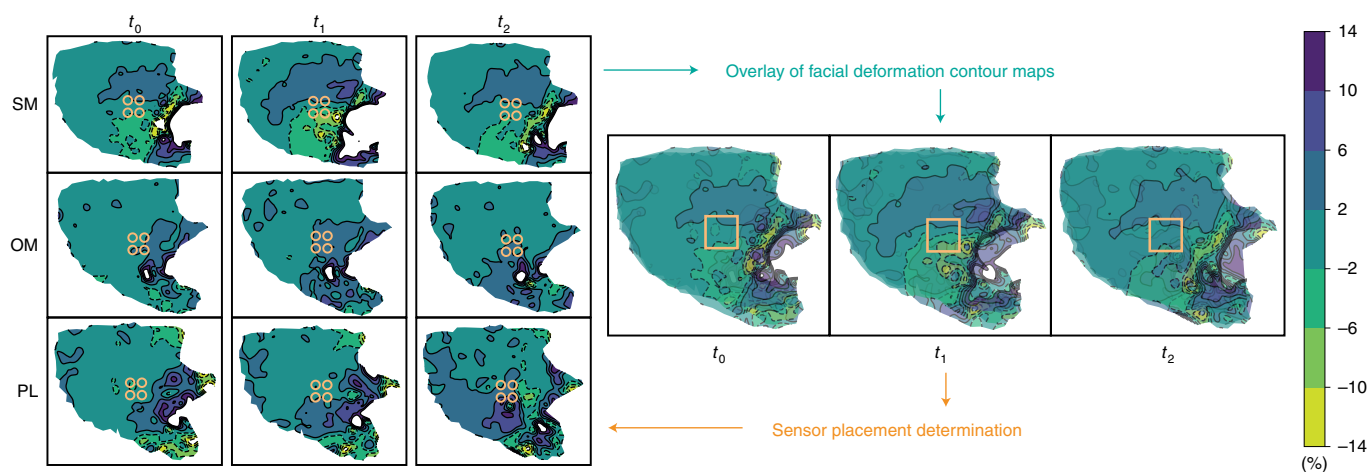 t0
t1
t2
SM
OM
PL
Overlay of facial deformation contour maps
t0
t1
t2
Sensor placement determination
14
10
6
2
−2
−6
−10
−14
(%)